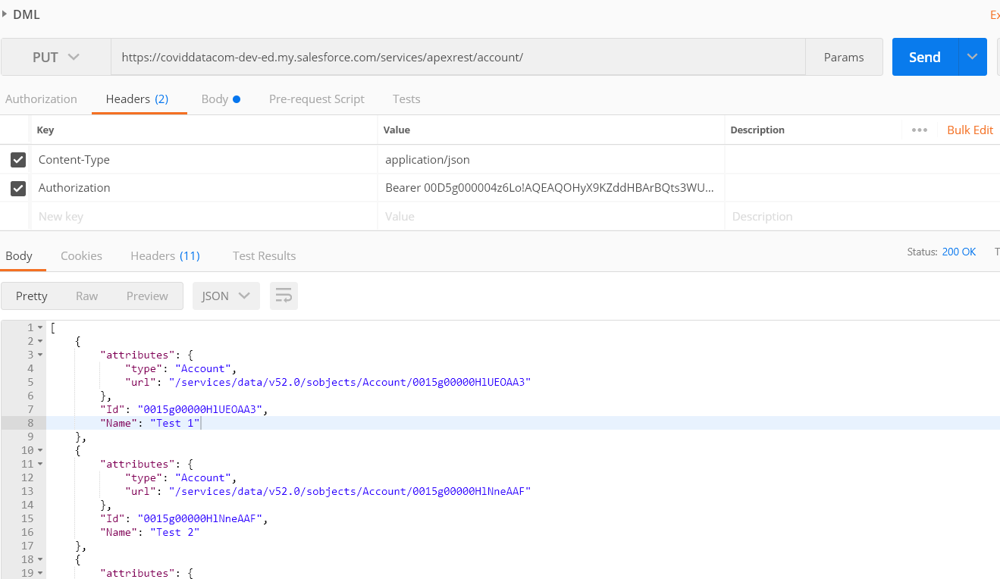 DML
Ex
PUT https://coviddatacom-dev-ed.my.salesforce.com/services/apexrest/account/ Params Send
Authorization Headers (2) Body Pre-request Script Tests
Key Value Description ••• Bulk Edit
Content-Type application/json
Authorization Bearer 00D5g000004z6Lo!AQEAQOHyX9KZddHBArBQts3WU...
New key Value Description
Body Cookies Headers (11) Test Results Status: 200 OK T
Pretty Raw Preview JSON
1 [
2 {
3 "attributes": {
4 "type": "Account",
5 "url": "/services/data/v52.0/sobjects/Account/0015g00000HlUEOAA3"
6 },
7 "Id": "0015g00000HlUEOAA3",
8 "Name": "Test 1"
9 },
10 {
11 "attributes": {
12 "type": "Account",
13 "url": "/services/data/v52.0/sobjects/Account/0015g00000HlNneAAF"
14 },
15 "Id": "0015g00000HlNneAAF",
16 "Name": "Test 2"
17 },
18 {
19 "attributes": {